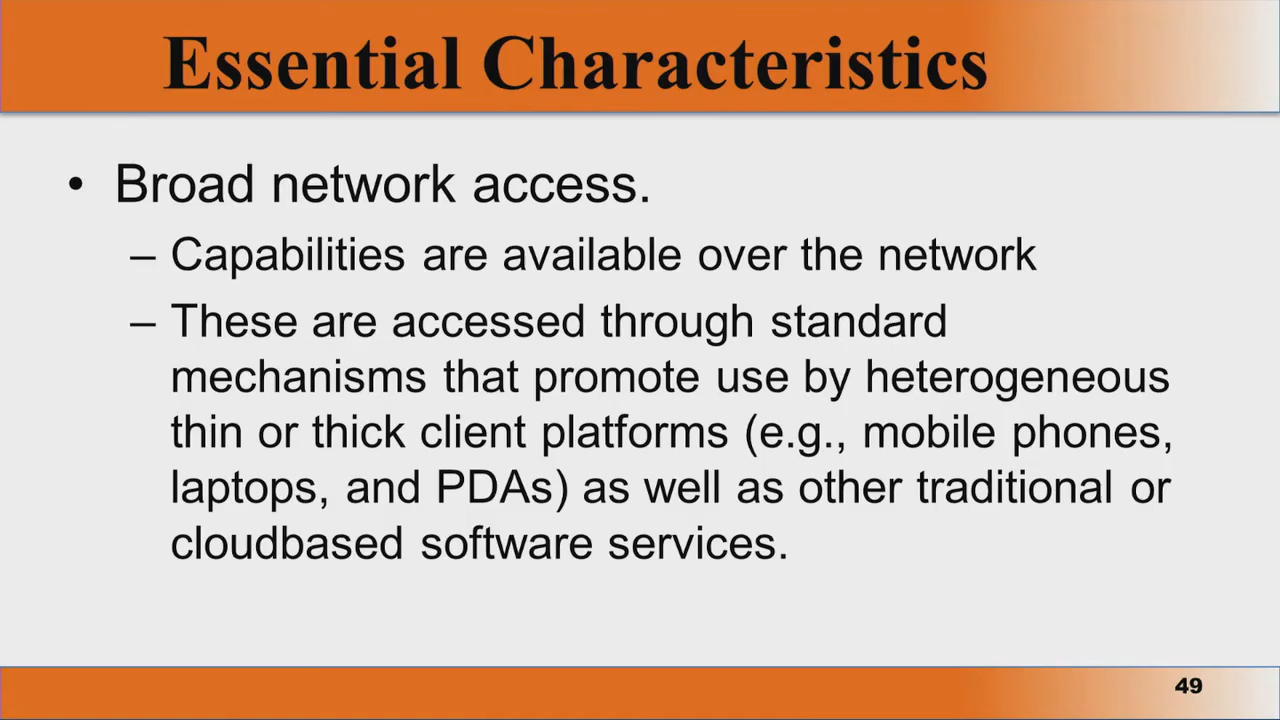 Essential Characteristics
• Broad network access.
– Capabilities are available over the network
– These are accessed through standard
mechanisms that promote use by heterogeneous
thin or thick client platforms (e.g., mobile phones,
laptops, and PDAs) as well as other traditional or
cloudbased software services.
49